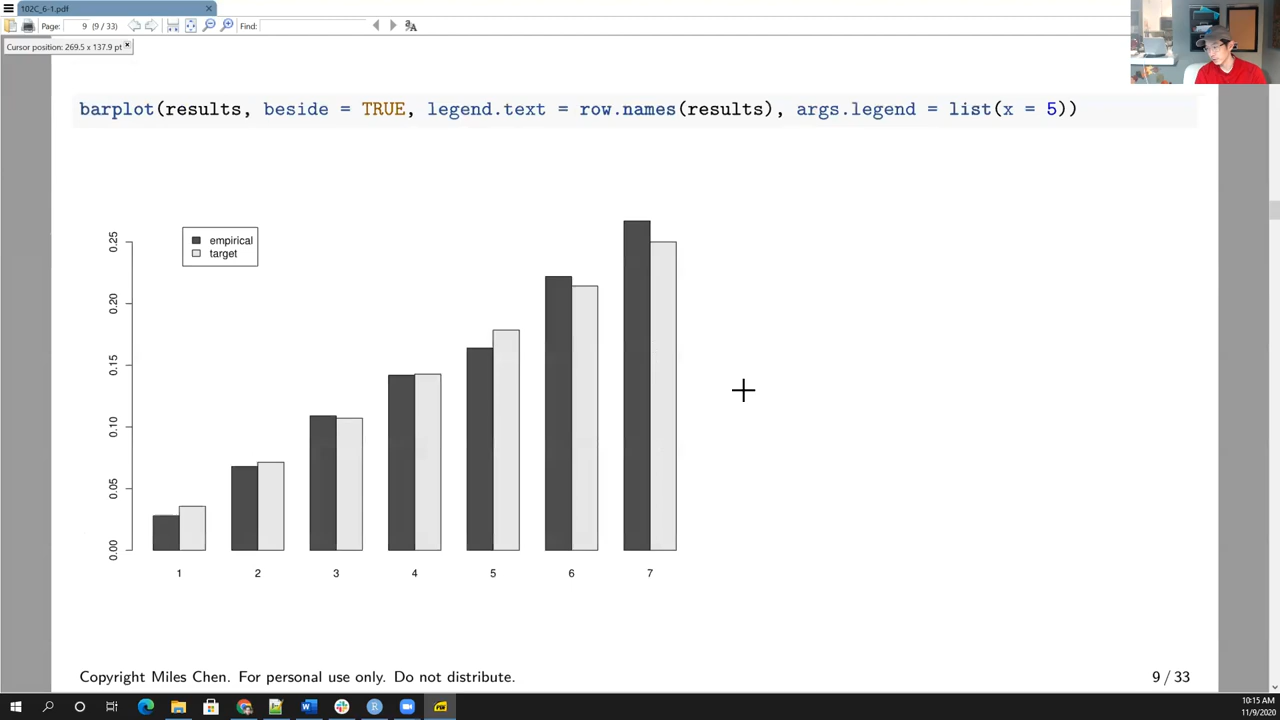 102C_6-1.pdf
Page: 9 (9 / 33) Find:
Cursor position: 269.5 x 137.9 pt
barplot(results, beside = TRUE, legend.text = row.names(results), args.legend = list(x = 5))
empirical
target
0.25
0.20
0.15
0.10
0.05
0.00
1 2 3 4 5 6 7
Copyright Miles Chen. For personal use only. Do not distribute. 9 / 33
10:15 AM
11/9/2020